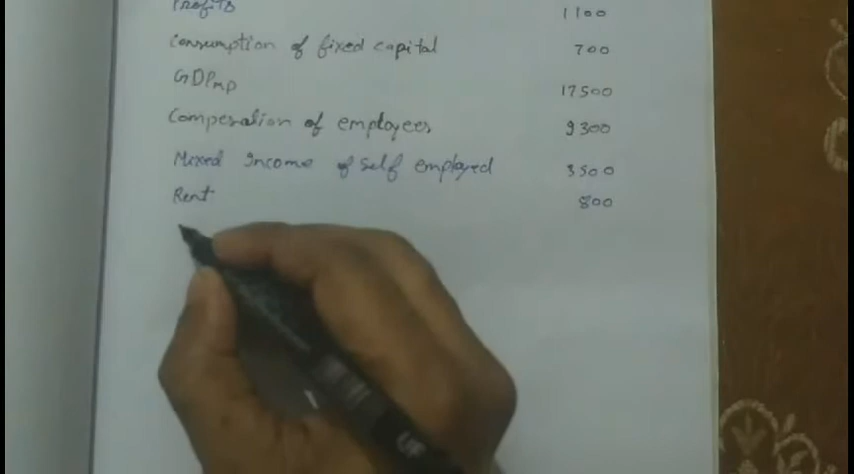 Profits 1100
Consumption of fixed capital 700
GDPMP 17500
Compensation of employees 9300
Mixed Income of self employed 3500
Rent 800